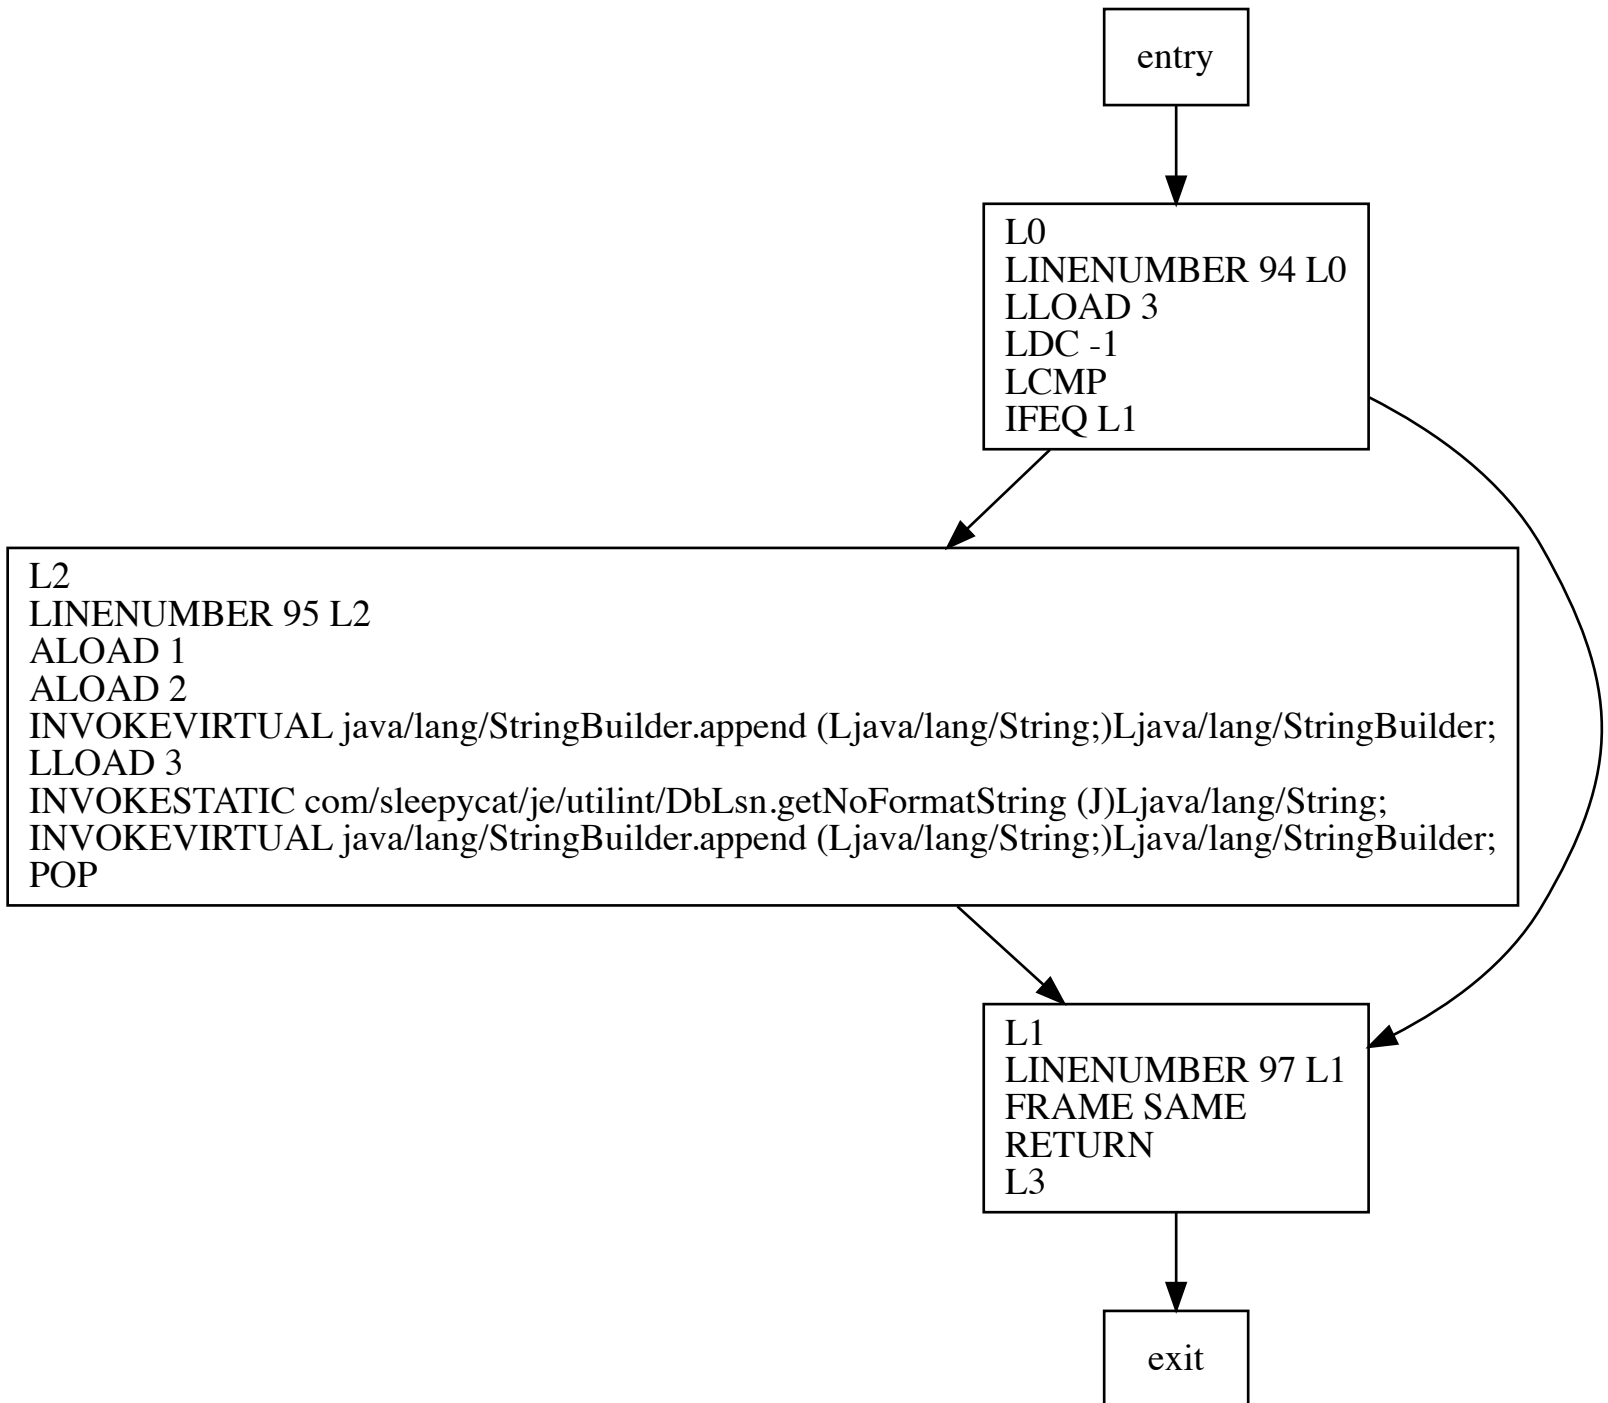 entry
L0
LINENUMBER 94 L0
LLOAD 3
LDC -1
LCMP
IFEQ L1
L2
LINENUMBER 95 L2
ALOAD 1
ALOAD 2
INVOKEVIRTUAL java/lang/StringBuilder.append (Ljava/lang/String;)Ljava/lang/StringBuilder;
LLOAD 3
INVOKESTATIC com/sleepycat/je/utilint/DbLsn.getNoFormatString (J)Ljava/lang/String;
INVOKEVIRTUAL java/lang/StringBuilder.append (Ljava/lang/String;)Ljava/lang/StringBuilder;
POP
L1
LINENUMBER 97 L1
FRAME SAME
RETURN
L3
exit